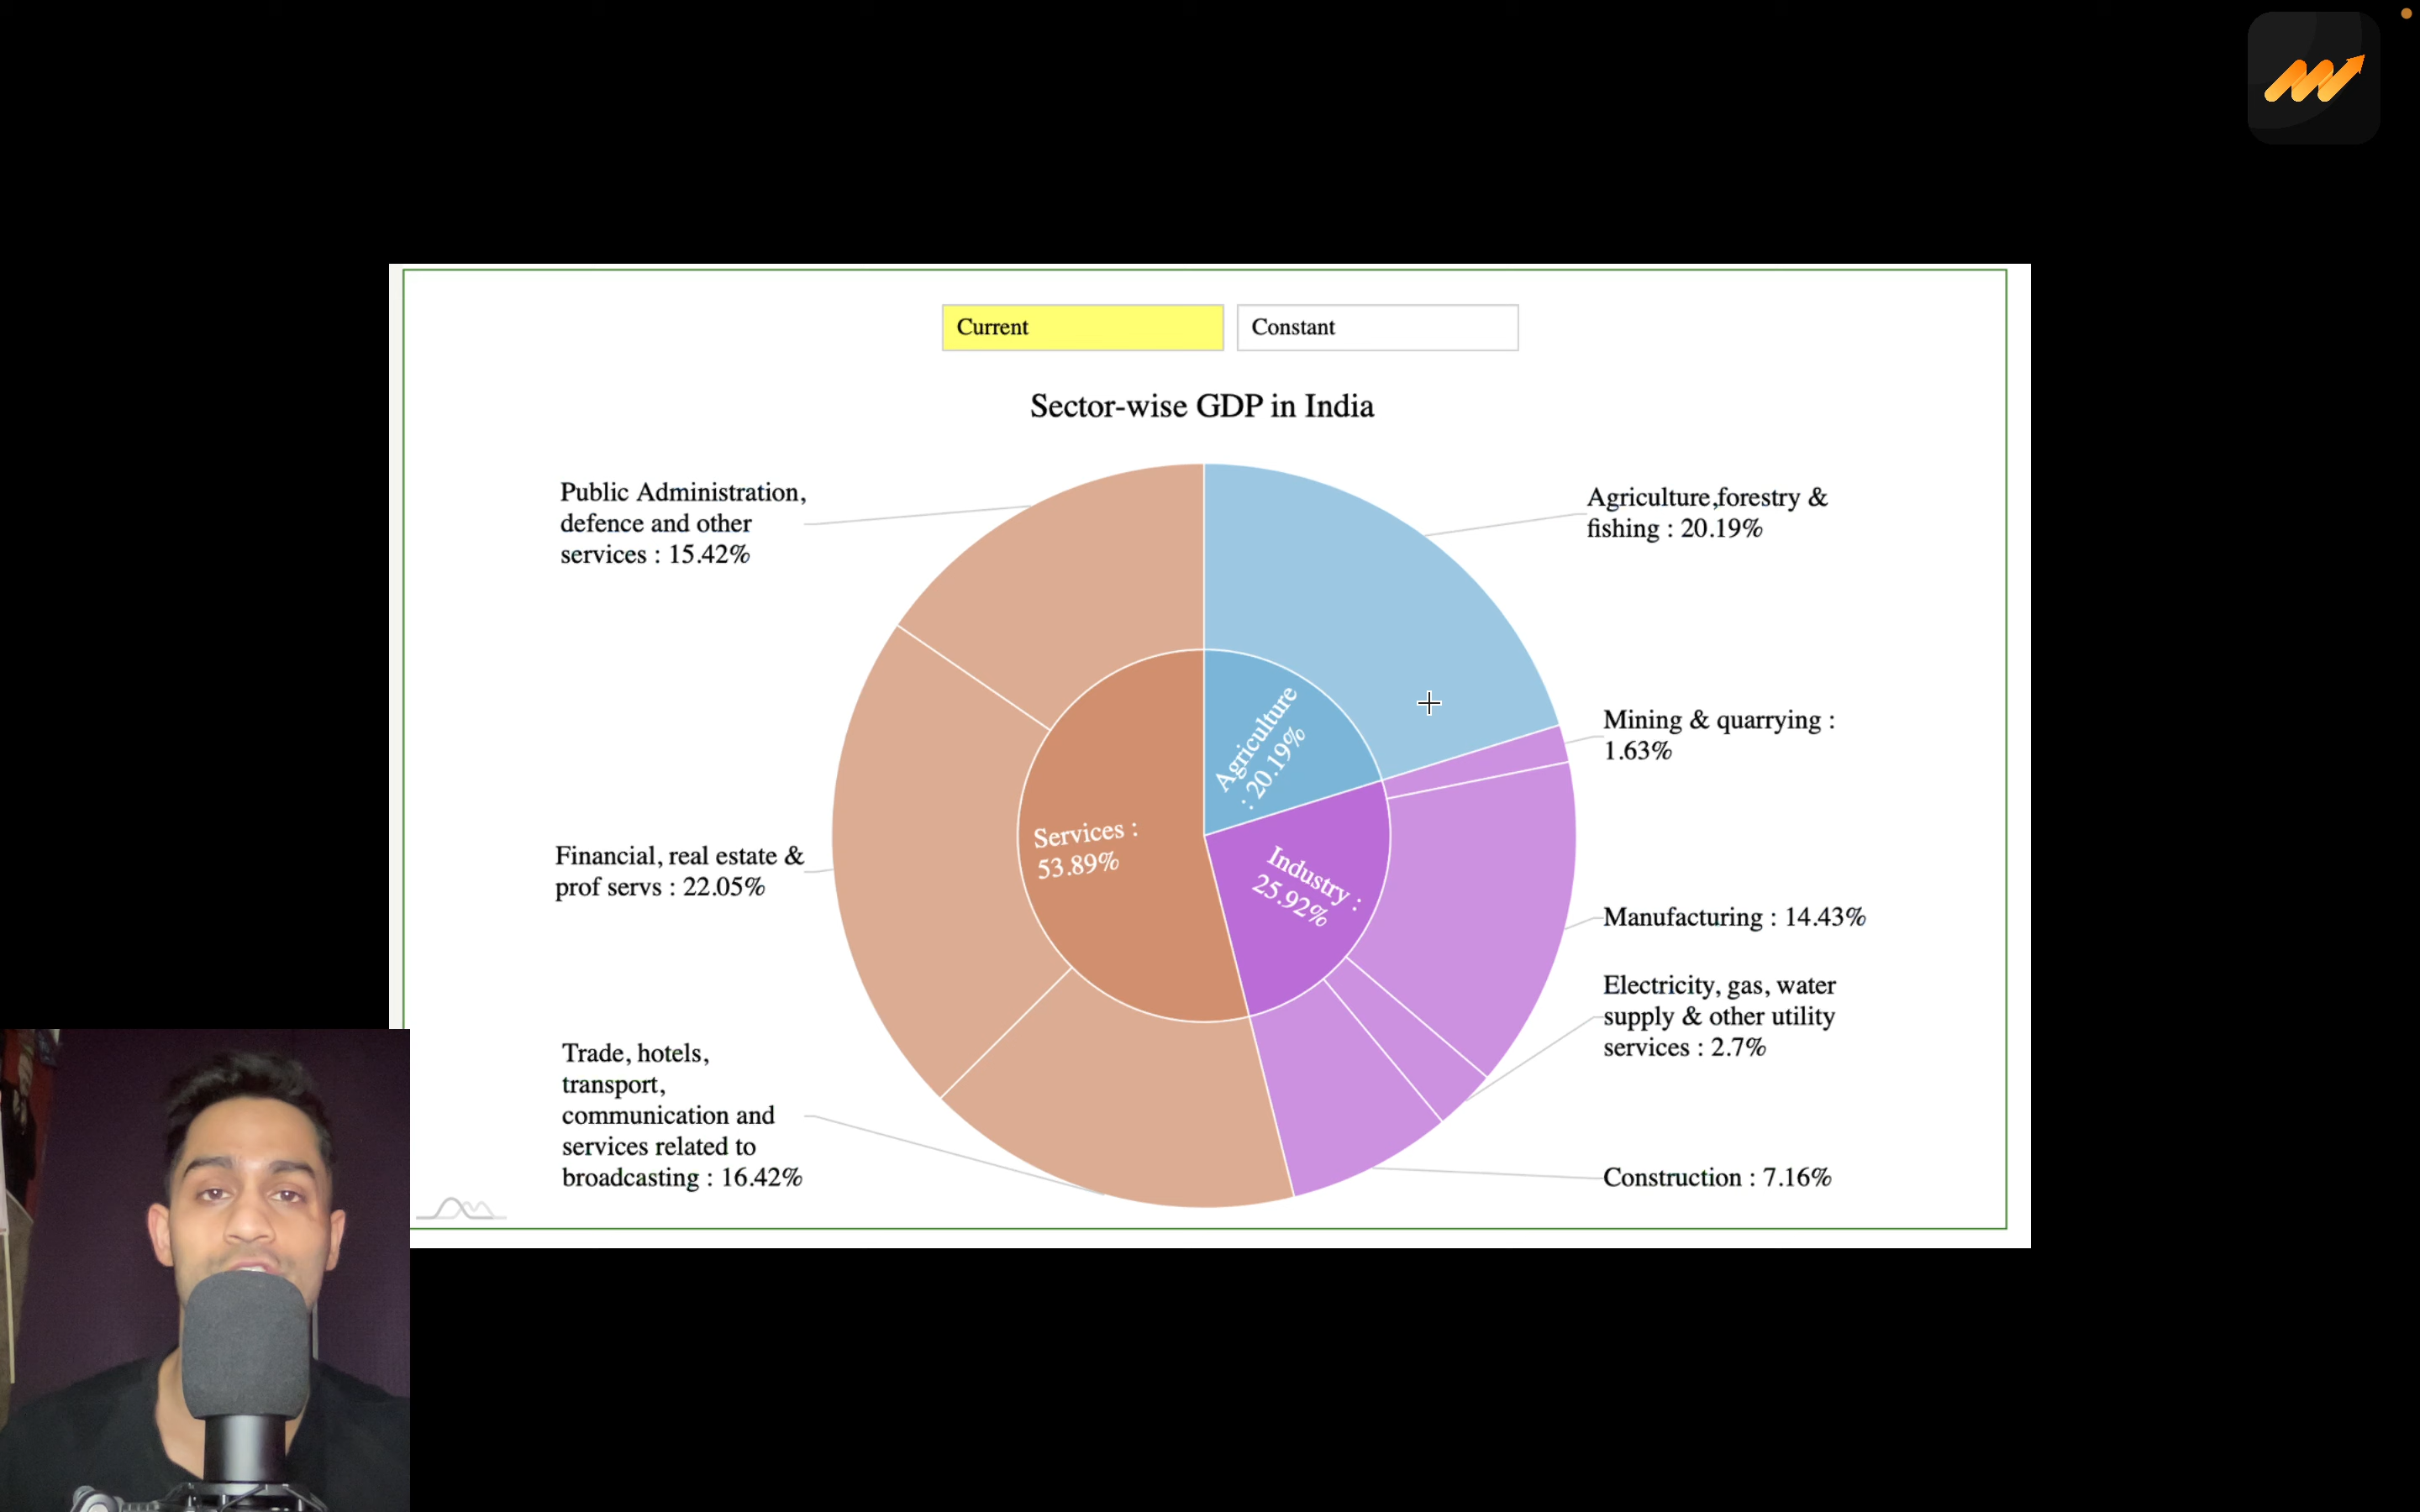 Current
Constant
Sector-wise GDP in India
Public Administration,
defence and other
services : 15.42%
Agriculture,forestry &
fishing : 20.19%
Mining & quarrying :
1.63%
Agriculture
: 20.19%
Services :
53.89%
Industry :
25.92%
Financial, real estate &
prof servs : 22.05%
Manufacturing : 14.43%
Electricity, gas, water
supply & other utility
services : 2.7%
Trade, hotels,
transport,
communication and
services related to
broadcasting : 16.42%
Construction : 7.16%